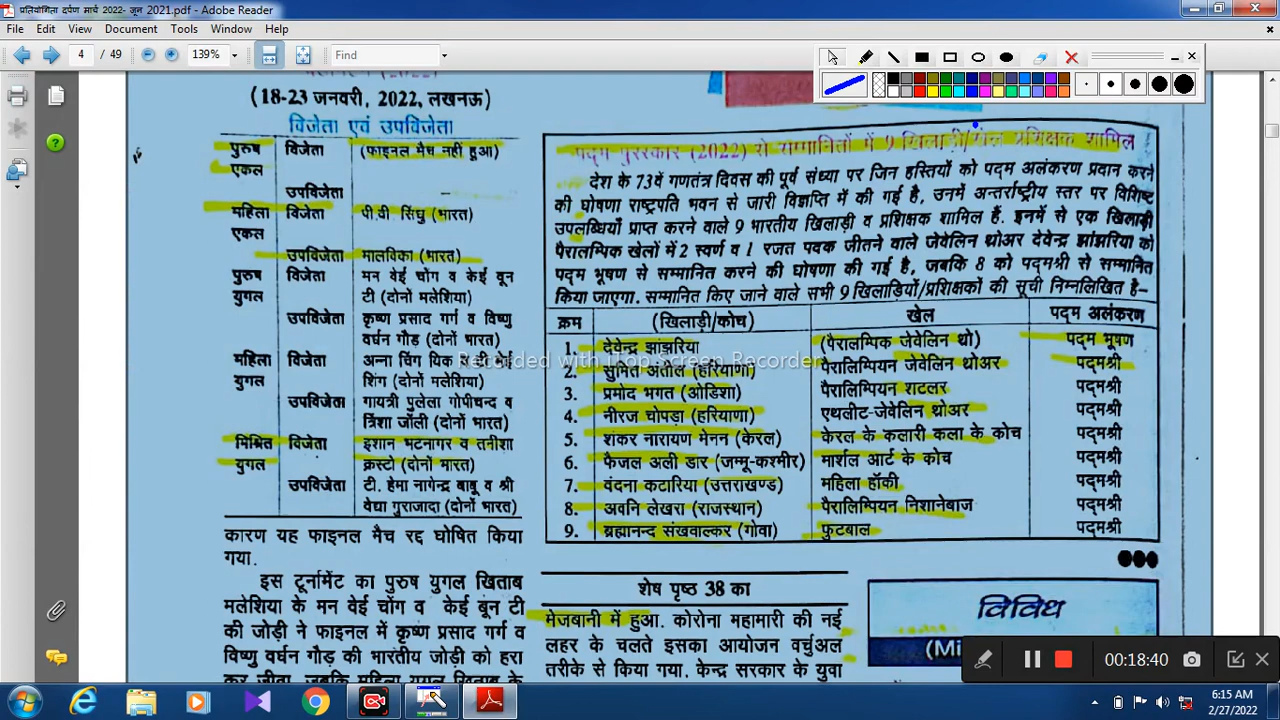 प्रतियोगिता दर्पण मार्च 2022- जून 2021.pdf - Adobe Reader
File Edit View Document Tools Window Help
4 / 49 139% Find
(18-23 जनवरी, 2022, लखनऊ)
विजेता एवं उपविजेता
पुरुष विजेता (फाइनल मैच नहीं हुआ)
एकल
उपविजेता –
महिला विजेता पी.वी. सिंधु (भारत)
एकल
उपविजेता मालविका (भारत)
पुरुष विजेता मन वेई चोंग व केई वून
युगल टी (दोनों मलेशिया)
उपविजेता कृष्ण प्रसाद गर्ग व विष्णु
वर्धन गौड़ (दोनों भारत)
महिला विजेता अन्ना चिंग यिक व
युगल शिंग (दोनों मलेशिया)
उपविजेता गायत्री पुलेला गोपीचन्द व
त्रिशा जॉली (दोनों भारत)
मिश्रित विजेता इशान भटनागर व तनीशा
युगल क्रास्टो (दोनों भारत)
उपविजेता टी. हेमा नागेन्द्र बाबू व श्री
वेद्या गुराजादा (दोनों भारत)
कारण यह फाइनल मैच रद्द घोषित किया
गया.
इस टूर्नामेंट का पुरुष युगल खिताब
मलेशिया के मन वेई चोंग व केई बून टी
की जोड़ी ने फाइनल में कृष्ण प्रसाद गर्ग व
विष्णु वर्धन गौड़ की भारतीय जोड़ी को हरा
कर जीता, जबकि महिला युगल खिताब के
पद्म पुरस्कार (2022) से सम्मानितों में 9 खिलाड़ी/खेल प्रशिक्षक शामिल
देश के 73वें गणतंत्र दिवस की पूर्व संध्या पर जिन हस्तियों को पद्म अलंकरण प्रदान करने
की घोषणा राष्ट्रपति भवन से जारी विज्ञप्ति में की गई है, उनमें अन्तर्राष्ट्रीय स्तर पर विशिष्ट
उपलब्धियाँ प्राप्त करने वाले 9 भारतीय खिलाड़ी व प्रशिक्षक शामिल हैं. इनमें से एक खिलाड़ी
पैरालम्पिक खेलों में 2 स्वर्ण व 1 रजत पदक जीतने वाले जेवेलिन थ्रोअर देवेन्द्र झांझरिया को
पद्म भूषण से सम्मानित करने की घोषणा की गई है, जबकि 8 को पद्मश्री से सम्मानित
किया जाएगा. सम्मानित किए जाने वाले सभी 9 खिलाड़ियों/प्रशिक्षकों की सूची निम्नलिखित है–
क्रम (खिलाड़ी/कोच) खेल पद्म अलंकरण
1. देवेन्द्र झाझरिया (पैरालम्पिक जेवेलिन थ्रो) पद्म भूषण
2. सुमित अंतोल (हरियाणा) पैरालिम्पियन जेवेलिन थ्रोअर पद्मश्री
3. प्रमोद भगत (ओडिशा) पैरालिम्पियन शटलर पद्मश्री
4. नीरज चोपड़ा (हरियाणा) एथलीट-जेवेलिन थ्रोअर पद्मश्री
5. शंकर नारायण मेनन (केरल) केरल के कलारी कला के कोच पद्मश्री
6. फैजल अली डार (जम्मू-कश्मीर) मार्शल आर्ट के कोच पद्मश्री
7. वंदना कटारिया (उत्तराखण्ड) महिला हॉकी पद्मश्री
8. अवनि लेखरा (राजस्थान) पैरालिम्पियन निशानेबाज पद्मश्री
9. ब्रह्मानन्द संखवाल्कर (गोवा) फुटबाल पद्मश्री
शेष पृष्ठ 38 का
मेजबानी में हुआ. कोरोना महामारी की नई
लहर के चलते इसका आयोजन वर्चुअल
तरीके से किया गया. केन्द्र सरकार के युवा
विविध
(Mi
Recorded with iTop Screen Recorder
00:18:40
6:15 AM
2/27/2022